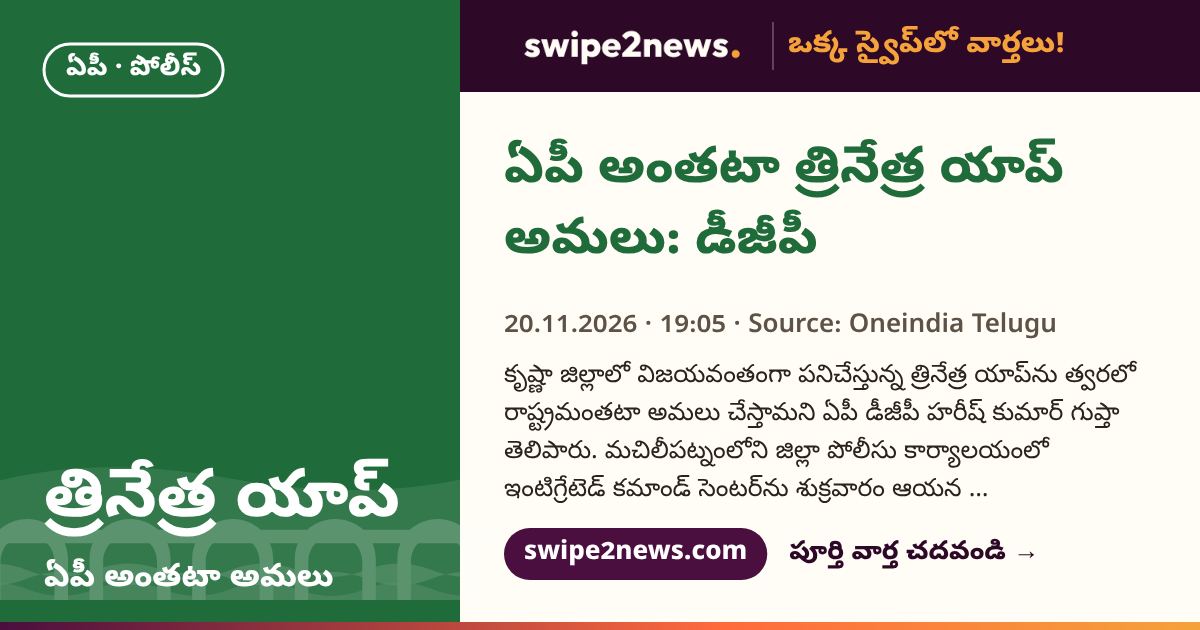 ఏపీ · పోలీస్
swipe2news.
ఒక్క స్వైప్‌లో వార్తలు!
ఏపీ అంతటా త్రినేత్ర యాప్
అమలు: డీజీపీ
20.11.2026 · 19:05 · Source: Oneindia Telugu
కృష్ణా జిల్లాలో విజయవంతంగా పనిచేస్తున్న త్రినేత్ర యాప్‌ను త్వరలో
రాష్ట్రమంతటా అమలు చేస్తామని ఏపీ డీజీపీ హరీష్ కుమార్ గుప్తా
తెలిపారు. మచిలీపట్నంలోని జిల్లా పోలీసు కార్యాలయంలో
ఇంటిగ్రేటెడ్ కమాండ్ సెంటర్‌ను శుక్రవారం ఆయన ...
త్రినేత్ర యాప్
ఏపీ అంతటా అమలు
swipe2news.com
పూర్తి వార్త చదవండి →